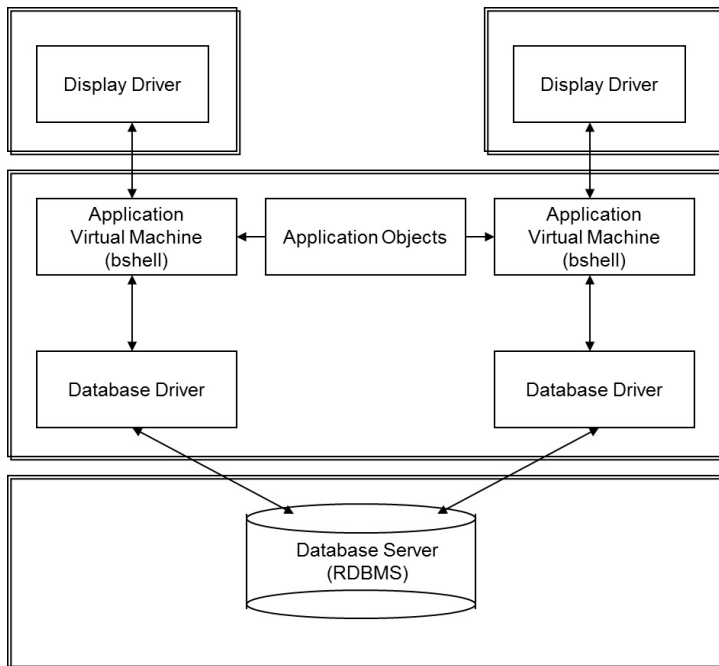 Display Driver
Display Driver
Application
Virtual Machine
(bshell)
Application Objects
Application
Virtual Machine
(bshell)
Database Driver
Database Driver
Database Server
(RDBMS)